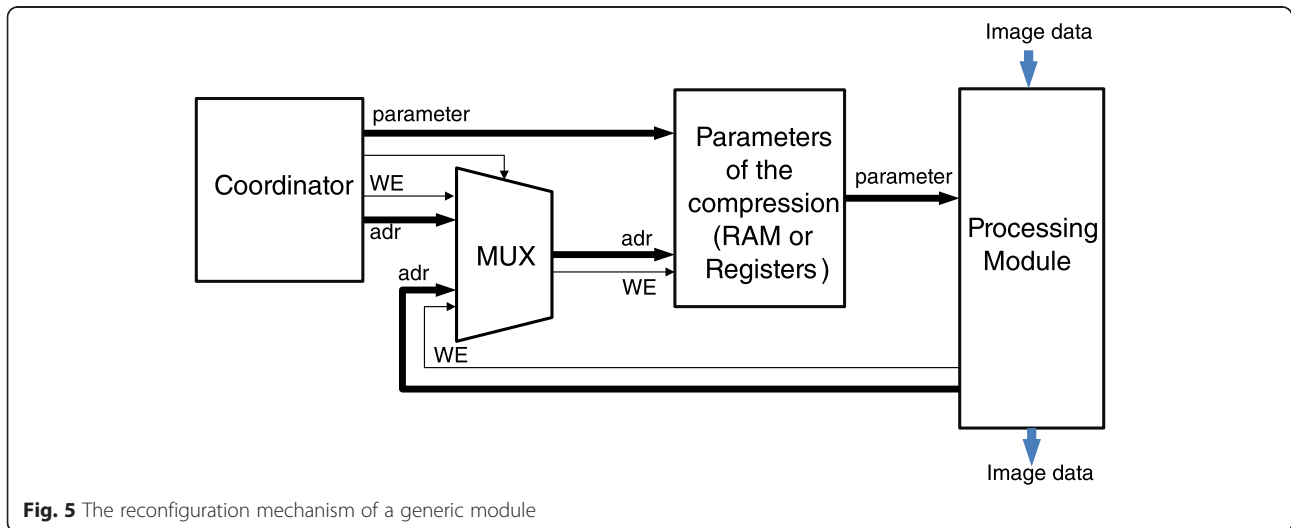 Image data
parameter
Coordinator
WE
adr
adr
MUX
WE
adr
WE
Parameters
of the
compression
(RAM or
Registers)
parameter
Processing
Module
Image data
Fig. 5 The reconfiguration mechanism of a generic module